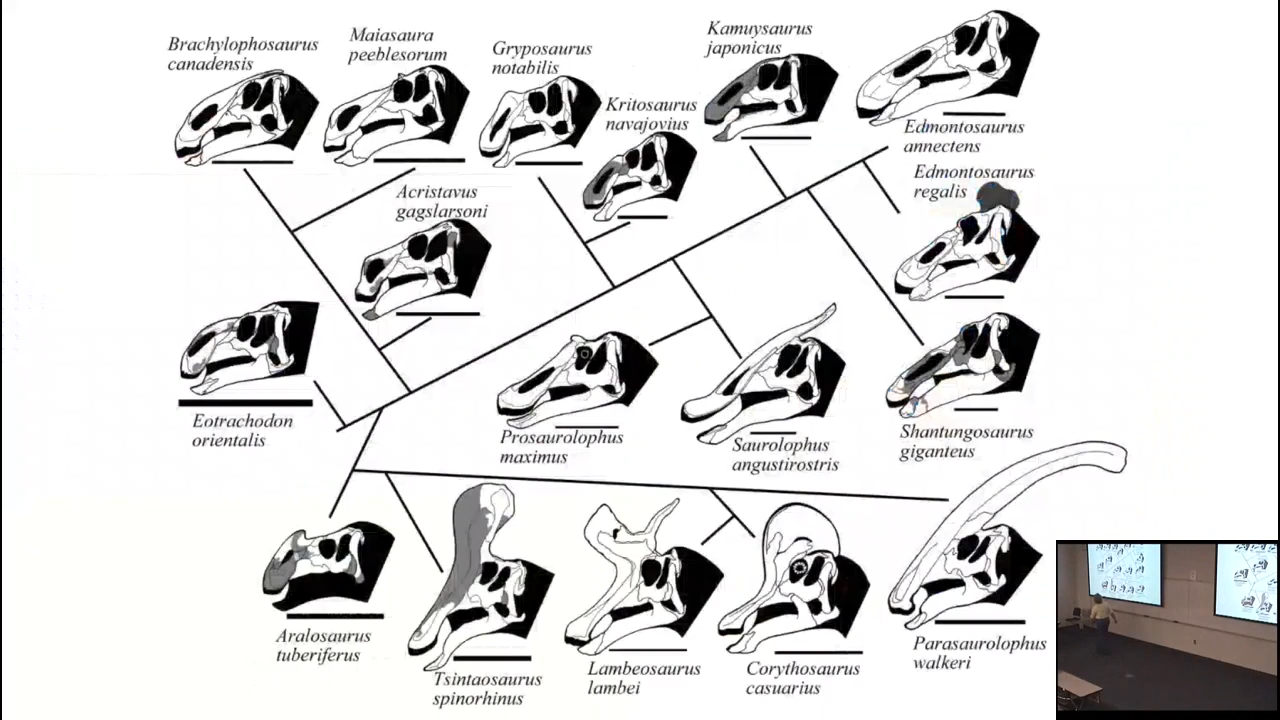 Brachylophosaurus
canadensis
Maiasaura
peeblesorum
Gryposaurus
notabilis
Kritosaurus
navajovius
Kamuysaurus
japonicus
Edmontosaurus
annectens
Edmontosaurus
regalis
Acristavus
gagslarsoni
Eotrachodon
orientalis
Prosaurolophus
maximus
Saurolophus
angustirostris
Shantungosaurus
giganteus
Aralosaurus
tuberiferus
Tsintaosaurus
spinorhinus
Lambeosaurus
lambei
Corythosaurus
casuarius
Parasaurolophus
walkeri